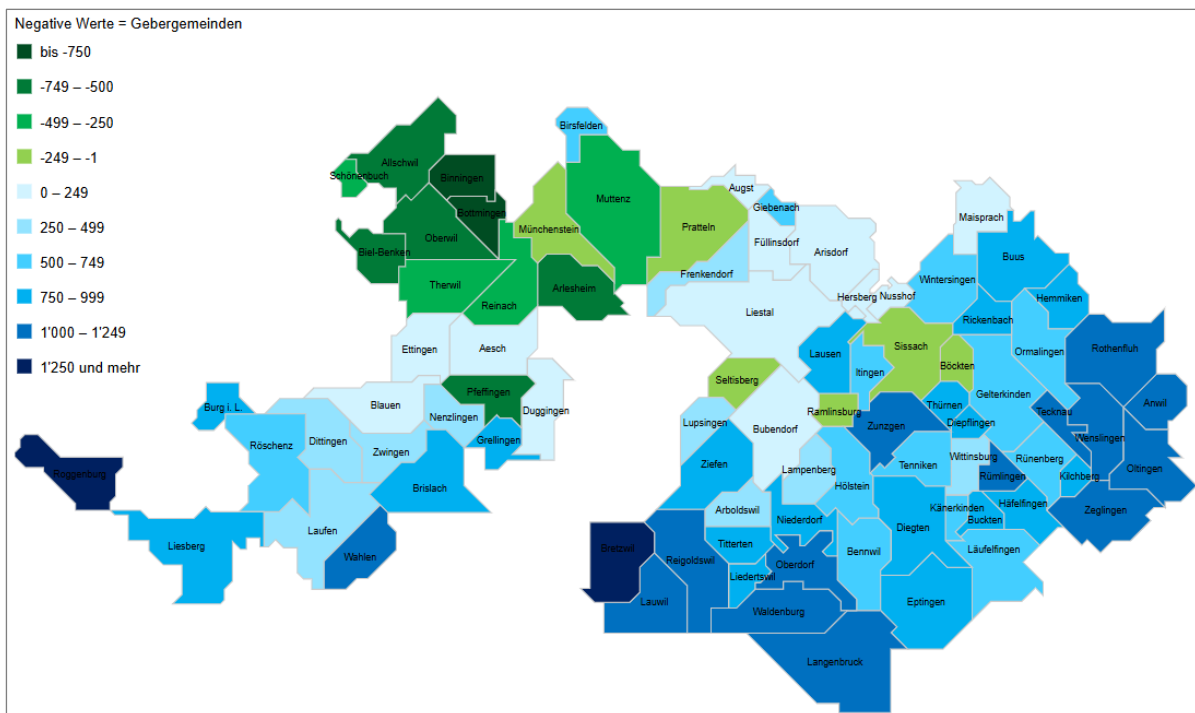 Negative Werte = Gebergemeinden
bis -750
-749 – -500
-499 – -250
-249 – -1
0 – 249
250 – 499
500 – 749
750 – 999
1'000 – 1'249
1'250 und mehr
Birsfelden
Allschwil
Schönenbuch
Binningen
Bottmingen
Muttenz
Augst
Giebenach
Maisprach
Münchenstein
Pratteln
Oberwil
Biel-Benken
Füllinsdorf
Arisdorf
Buus
Frenkendorf
Wintersingen
Therwil
Reinach
Arlesheim
Hersberg
Nusshof
Hemmiken
Liestal
Rickenbach
Ettingen
Aesch
Lausen
Sissach
Ormalingen
Rothenfluh
Itingen
Böckten
Seltisberg
Gelterkinden
Pfeffingen
Blauen
Burg i. L.
Nenzlingen
Duggingen
Ramlinsburg
Thürnen
Tecknau
Anwil
Lupsingen
Bubendorf
Zunzgen
Diepflingen
Röschenz
Dittingen
Grellingen
Wenslingen
Zwingen
Ziefen
Lampenberg
Tenniken
Wittinsburg
Rünenberg
Oltingen
Roggenburg
Brislach
Hölstein
Rümlingen
Kilchberg
Arboldswil
Känerkinden
Häfelfingen
Zeglingen
Niederdorf
Buckten
Laufen
Diegten
Liesberg
Wahlen
Bretzwil
Titterten
Reigoldswil
Bennwil
Läufelfingen
Oberdorf
Liedertswil
Lauwil
Waldenburg
Eptingen
Langenbruck